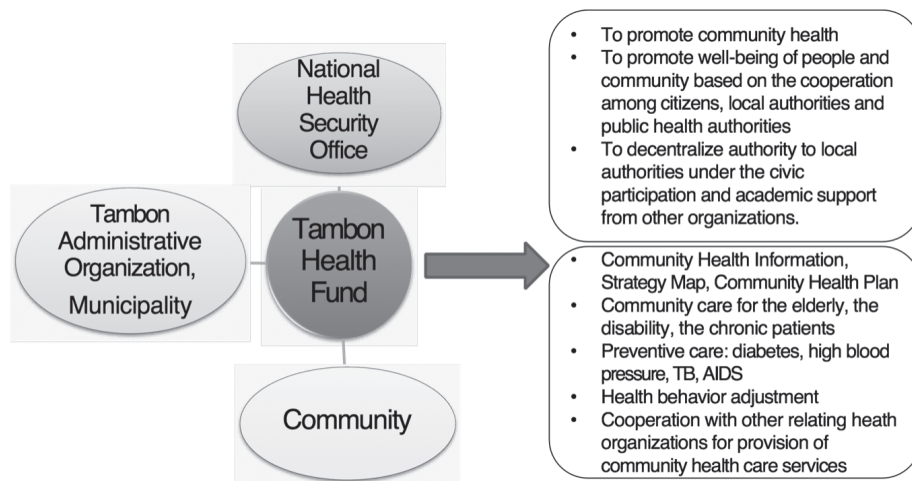 National
Health
Security
Office
Tambon
Administrative
Organization,
Municipality
Tambon
Health
Fund
Community
• To promote community health
• To promote well-being of people and
community based on the cooperation
among citizens, local authorities and
public health authorities
• To decentralize authority to local
authorities under the civic
participation and academic support
from other organizations.
• Community Health Information,
Strategy Map, Community Health Plan
• Community care for the elderly, the
disability, the chronic patients
• Preventive care: diabetes, high blood
pressure, TB, AIDS
• Health behavior adjustment
• Cooperation with other relating heath
organizations for provision of
community health care services